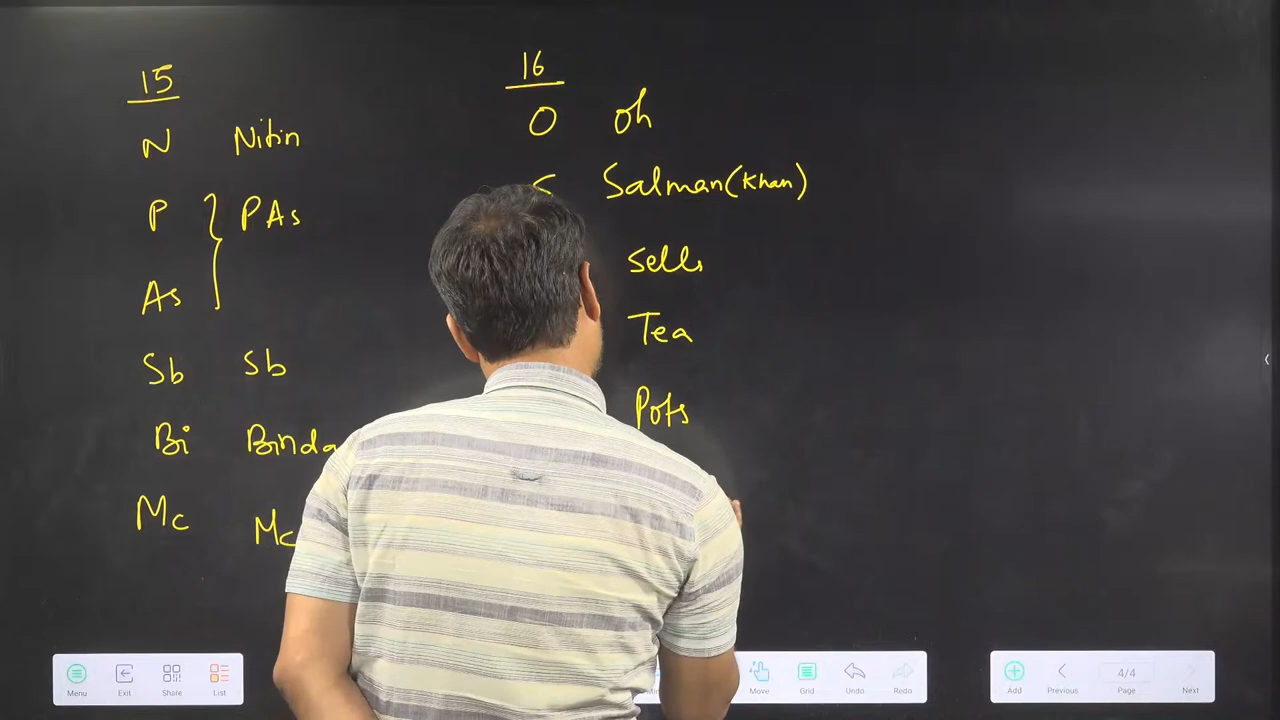 15
N Nitin
P PAs
As
Sb Sb
Bi
Mc Mc
16
O oh
S Salman(Khan)
Sells
Tea
Pots
Menu Exit Share List
Move Grid Undo Redo
Add Previous 4/4 Page Next